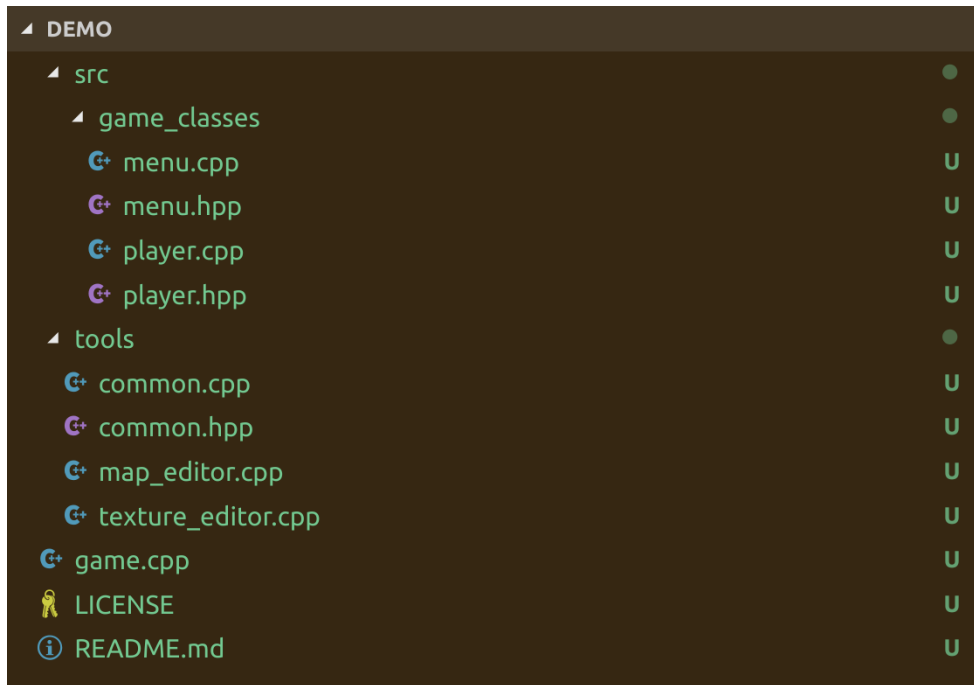 DEMO
src
game_classes
menu.cpp U
menu.hpp U
player.cpp U
player.hpp U
tools
common.cpp U
common.hpp U
map_editor.cpp U
texture_editor.cpp U
game.cpp U
LICENSE U
README.md U